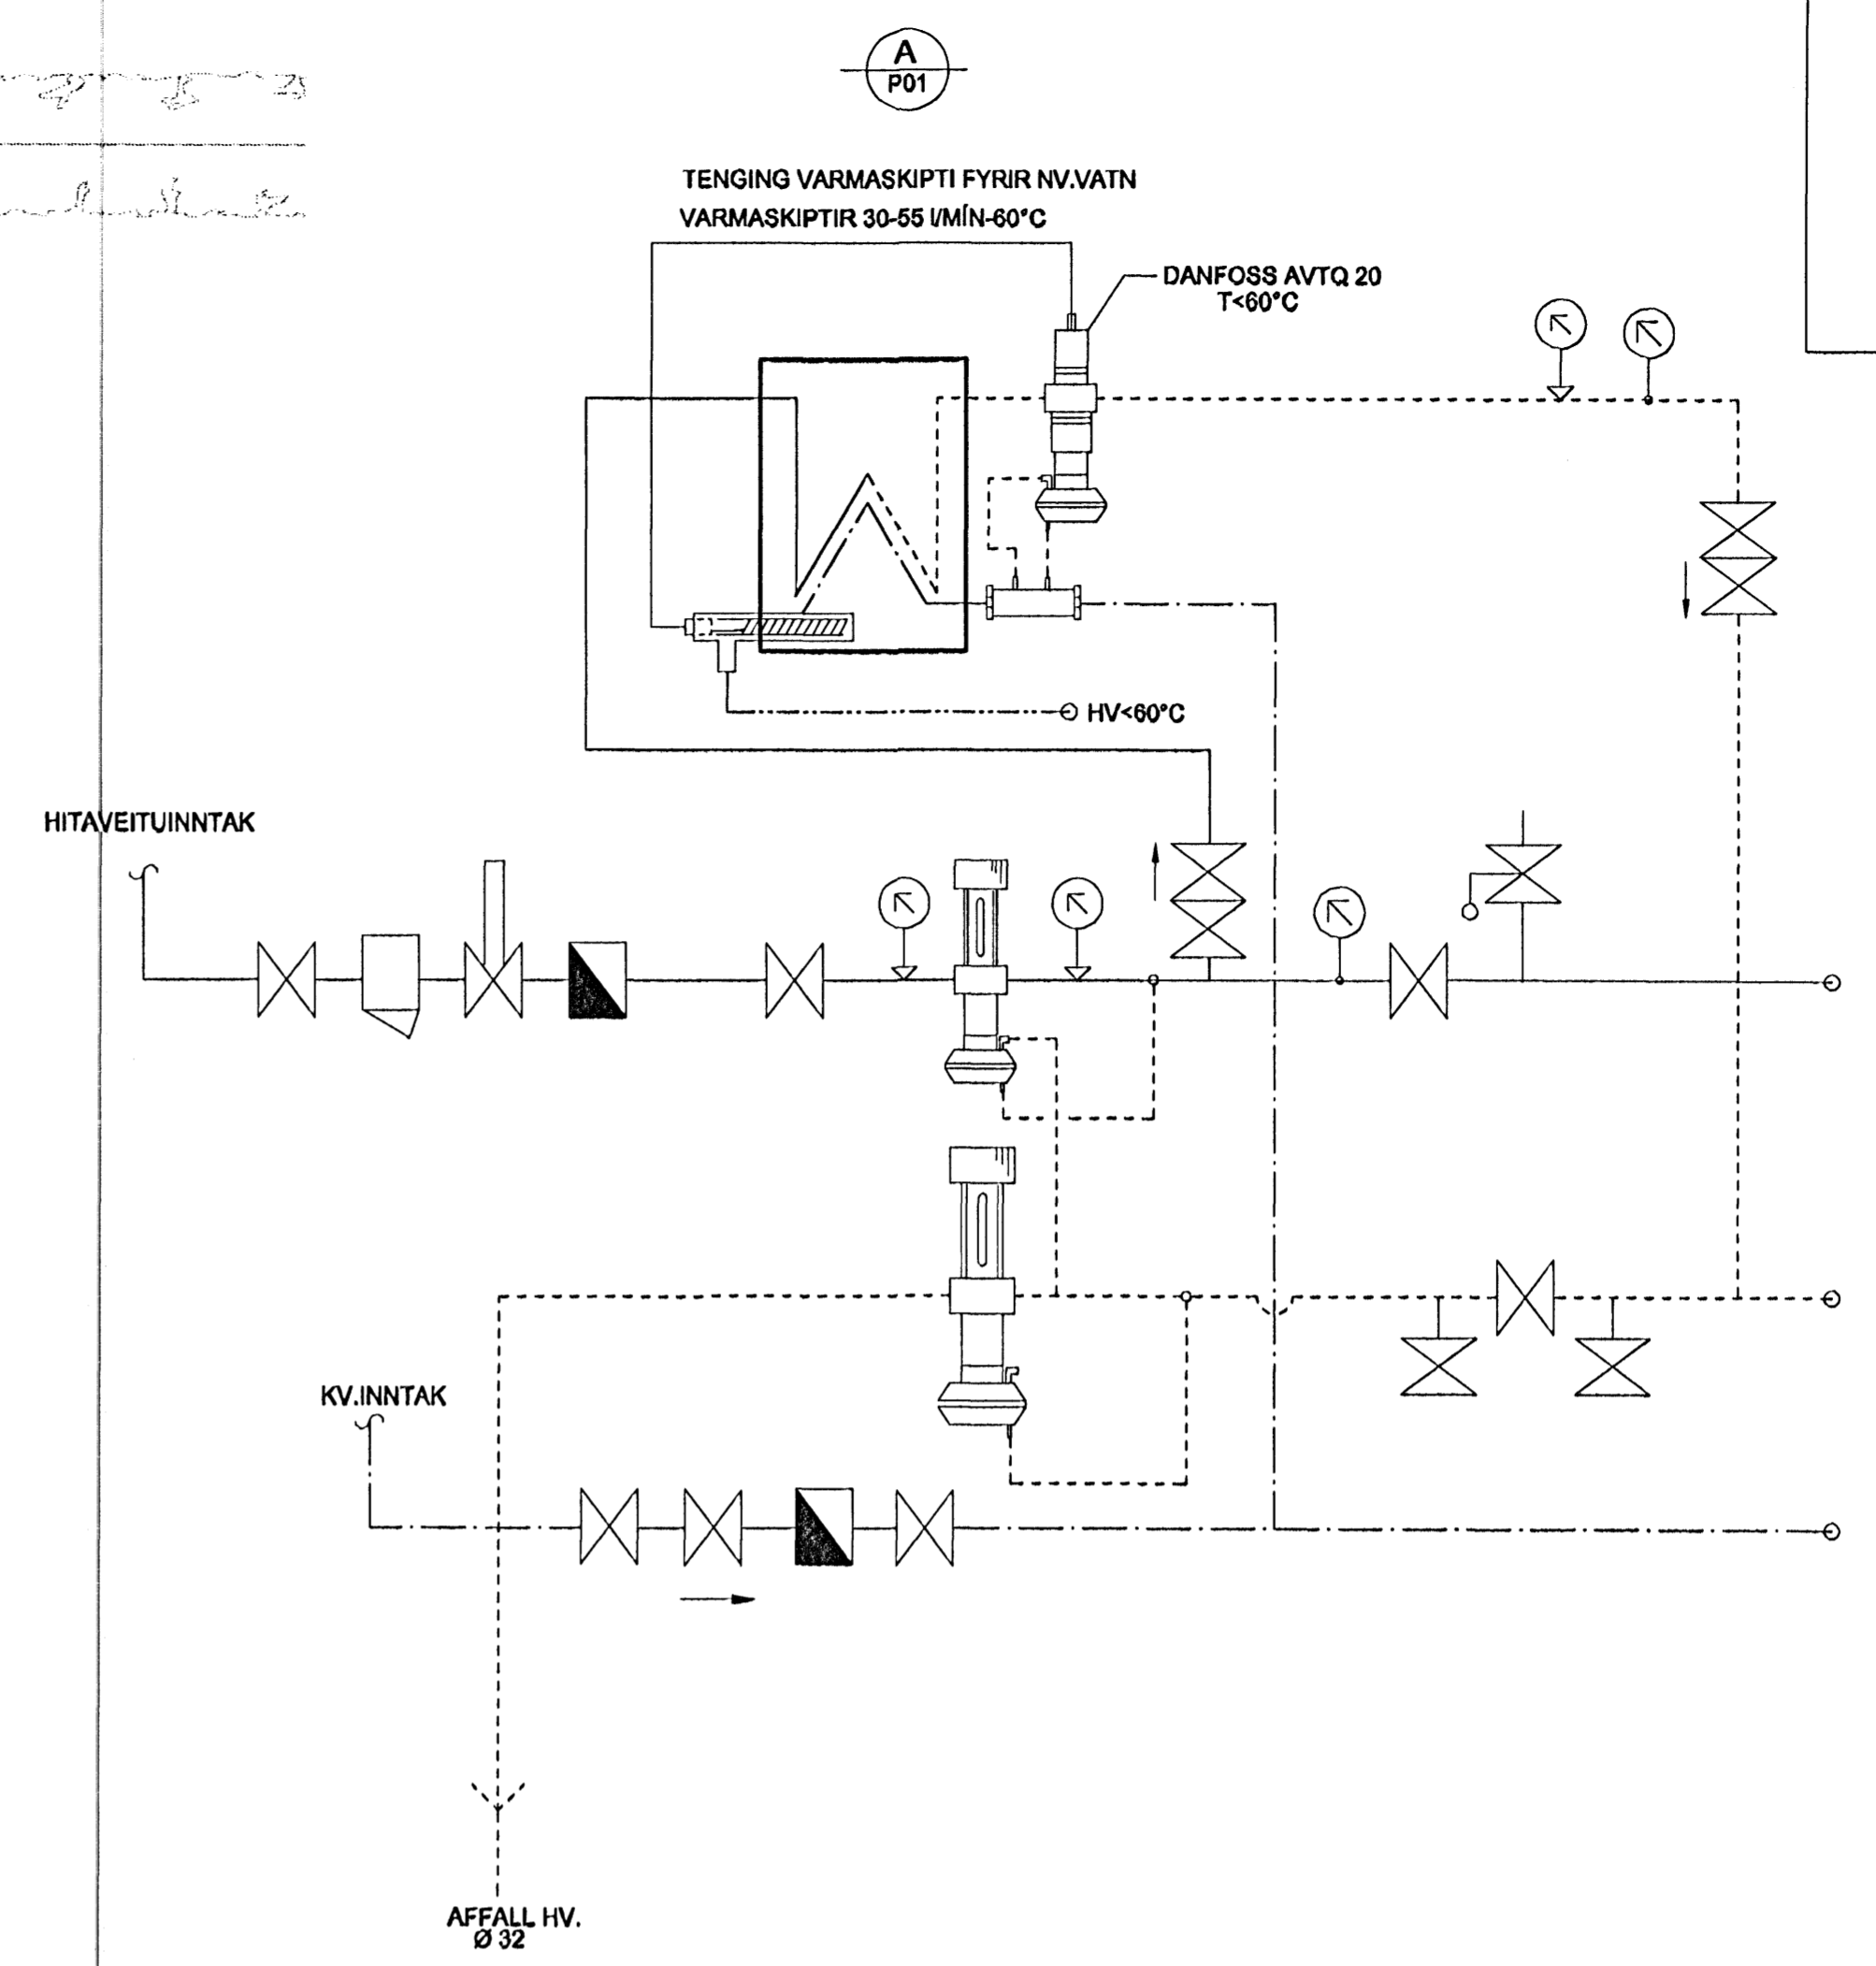 A
P01
TENGING VARMASKIPTI FYRIR NV.VATN
VARMASKIPTIR 30-55 l/MÍN-60°C
DANFOSS AVTQ 20
T<60°C
HV<60°C
HITAVEITUINNTAK
KV.INNTAK
AFFALL HV.
Ø 32